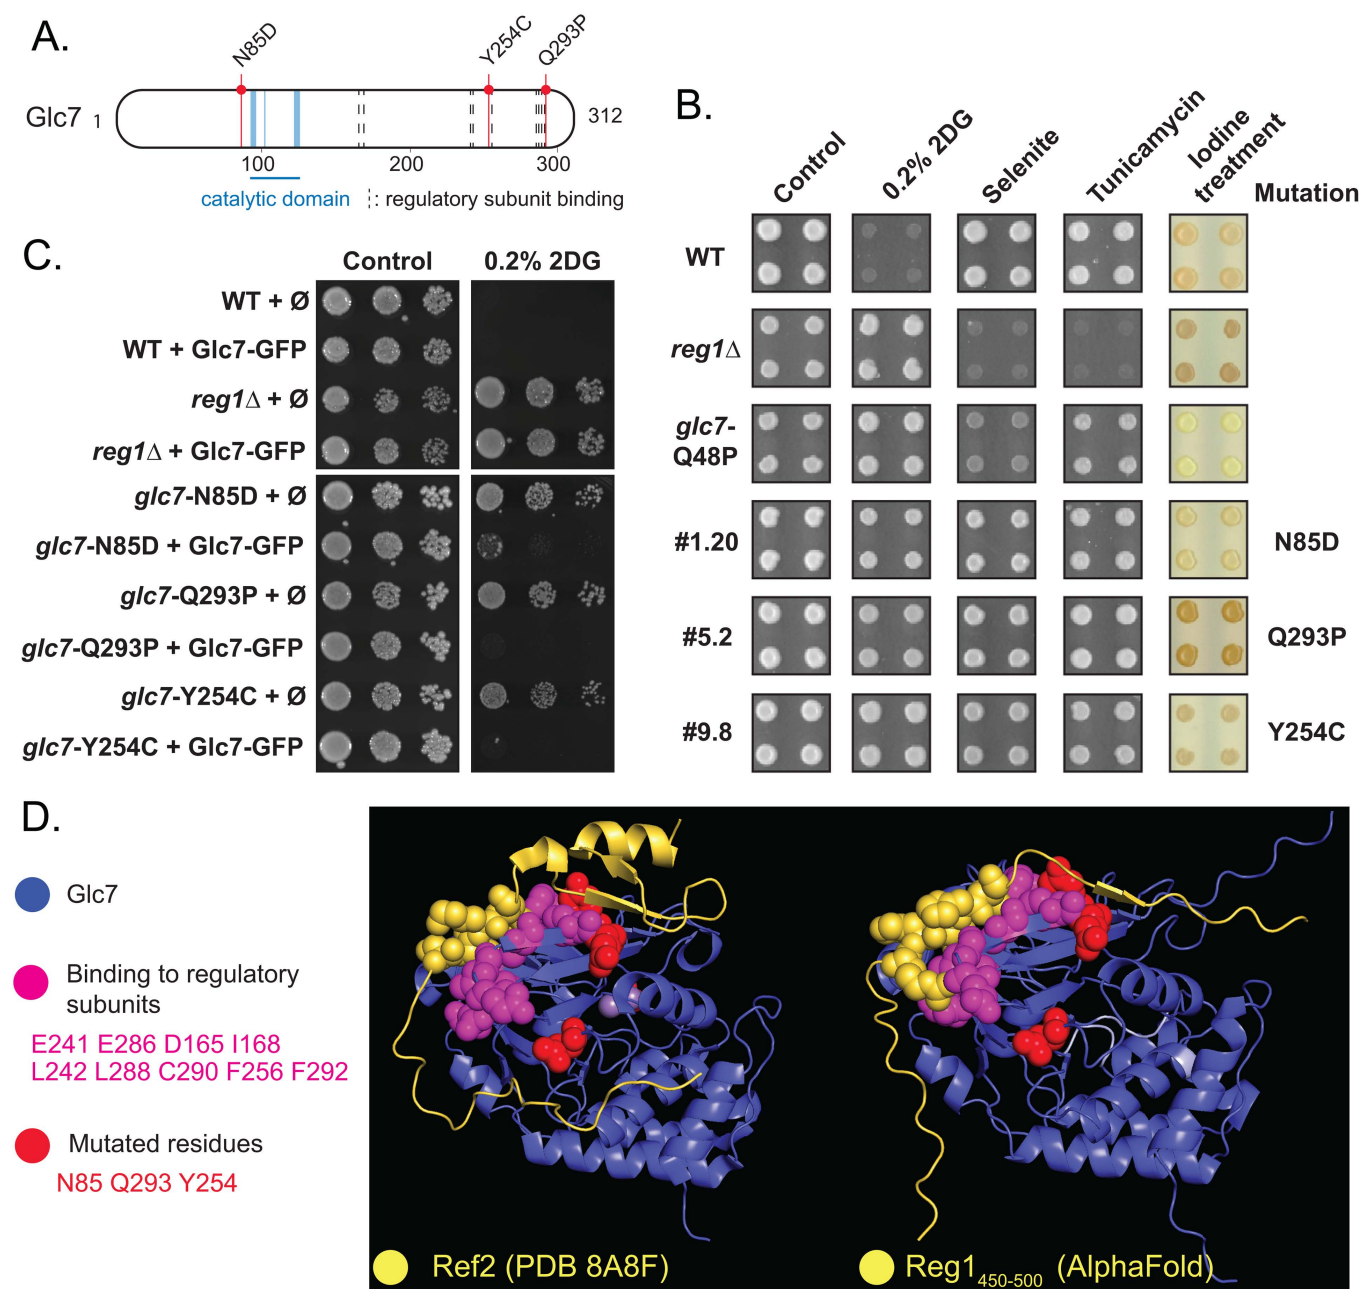 A.
N85D
Y254C
Q293P
Glc7 1
312
100
200
300
catalytic domain
: regulatory subunit binding
B.
Control
0.2% 2DG
Selenite
Tunicamycin
Iodine
treatment
Mutation
WT
reg1Δ
glc7-
Q48P
#1.20
N85D
#5.2
Q293P
#9.8
Y254C
C.
Control
0.2% 2DG
WT + Ø
WT + Glc7-GFP
reg1Δ + Ø
reg1Δ + Glc7-GFP
glc7-N85D + Ø
glc7-N85D + Glc7-GFP
glc7-Q293P + Ø
glc7-Q293P + Glc7-GFP
glc7-Y254C + Ø
glc7-Y254C + Glc7-GFP
D.
Glc7
Binding to regulatory
subunits
E241 E286 D165 I168
L242 L288 C290 F256 F292
Mutated residues
N85 Q293 Y254
Ref2 (PDB 8A8F)
Reg1450-500 (AlphaFold)